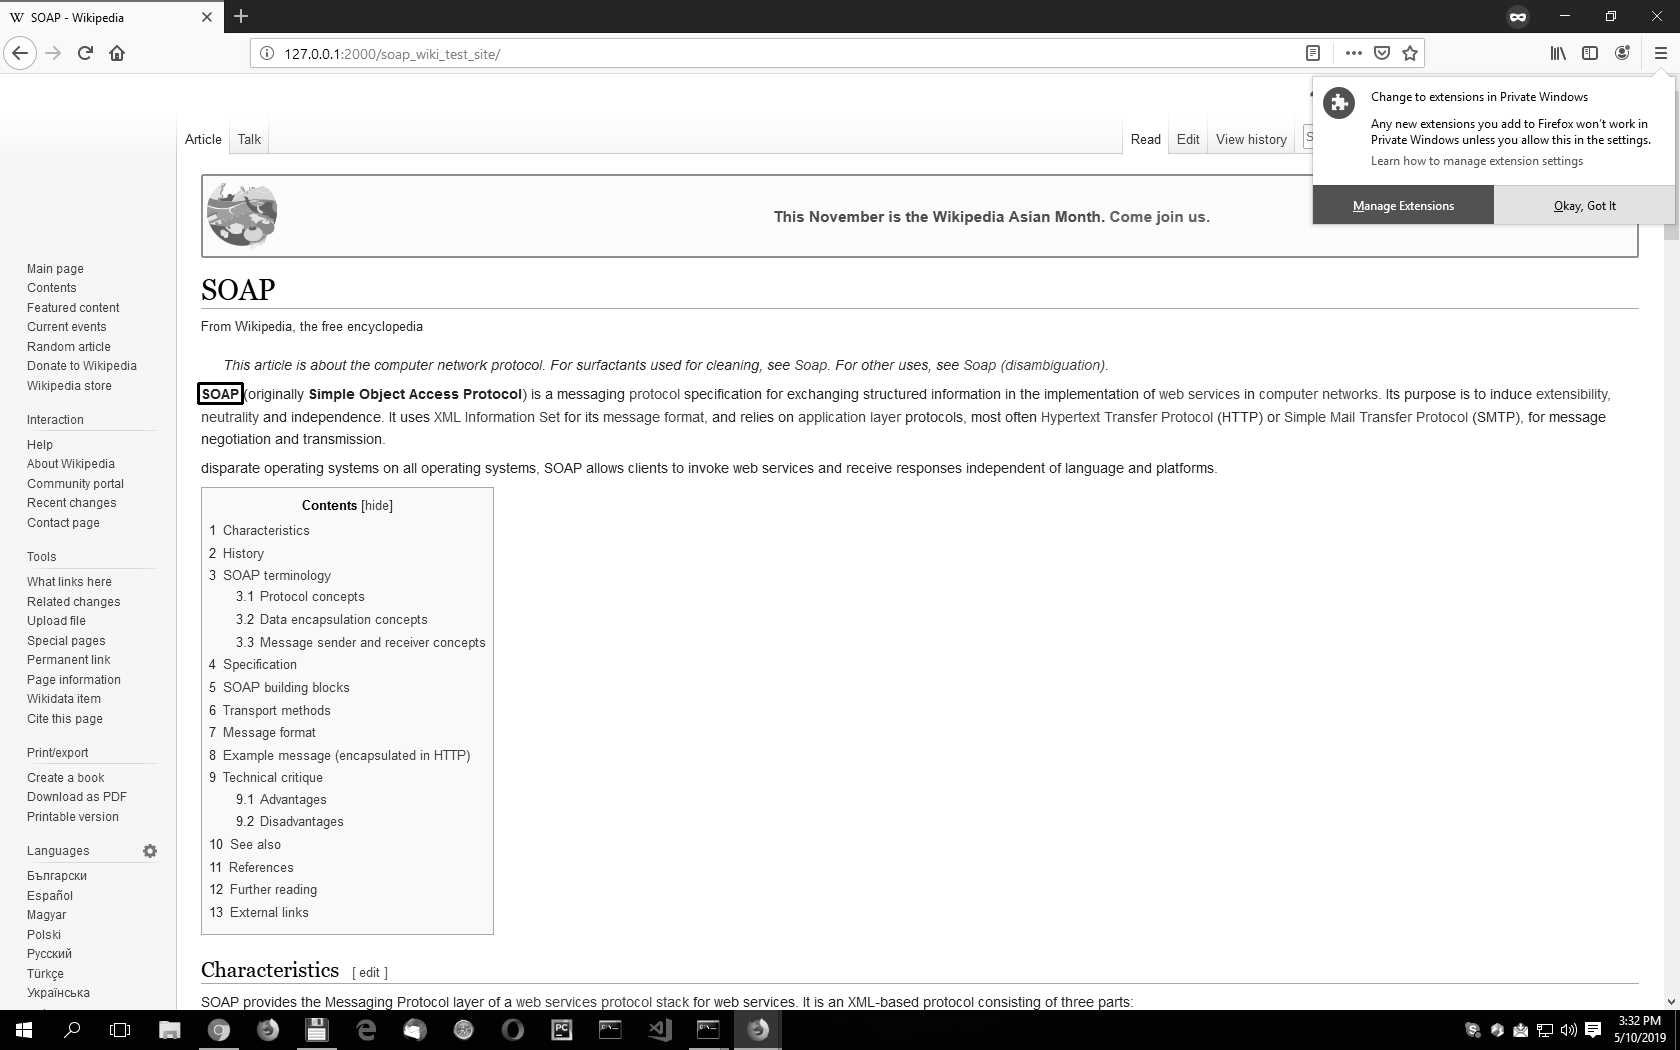 SOAP - Wikipedia
127.0.0.1:2000/soap_wiki_test_site/
Change to extensions in Private Windows
Any new extensions you add to Firefox won't work in
Private Windows unless you allow this in the settings.
Learn how to manage extension settings
Manage Extensions
Okay, Got It
Article
Talk
Read
Edit
View history
This November is the Wikipedia Asian Month. Come join us.
Main page
Contents
Featured content
Current events
Random article
Donate to Wikipedia
Wikipedia store
Interaction
Help
About Wikipedia
Community portal
Recent changes
Contact page
Tools
What links here
Related changes
Upload file
Special pages
Permanent link
Page information
Wikidata item
Cite this page
Print/export
Create a book
Download as PDF
Printable version
Languages
Български
Español
Magyar
Polski
Русский
Türkçe
Українська
SOAP
From Wikipedia, the free encyclopedia
This article is about the computer network protocol. For surfactants used for cleaning, see Soap. For other uses, see Soap (disambiguation).
SOAP (originally Simple Object Access Protocol) is a messaging protocol specification for exchanging structured information in the implementation of web services in computer networks. Its purpose is to induce extensibility,
neutrality and independence. It uses XML Information Set for its message format, and relies on application layer protocols, most often Hypertext Transfer Protocol (HTTP) or Simple Mail Transfer Protocol (SMTP), for message
negotiation and transmission.
disparate operating systems on all operating systems, SOAP allows clients to invoke web services and receive responses independent of language and platforms.
Contents [hide]
1 Characteristics
2 History
3 SOAP terminology
3.1 Protocol concepts
3.2 Data encapsulation concepts
3.3 Message sender and receiver concepts
4 Specification
5 SOAP building blocks
6 Transport methods
7 Message format
8 Example message (encapsulated in HTTP)
9 Technical critique
9.1 Advantages
9.2 Disadvantages
10 See also
11 References
12 Further reading
13 External links
Characteristics [ edit ]
SOAP provides the Messaging Protocol layer of a web services protocol stack for web services. It is an XML-based protocol consisting of three parts:
PC
3:32 PM
5/10/2019